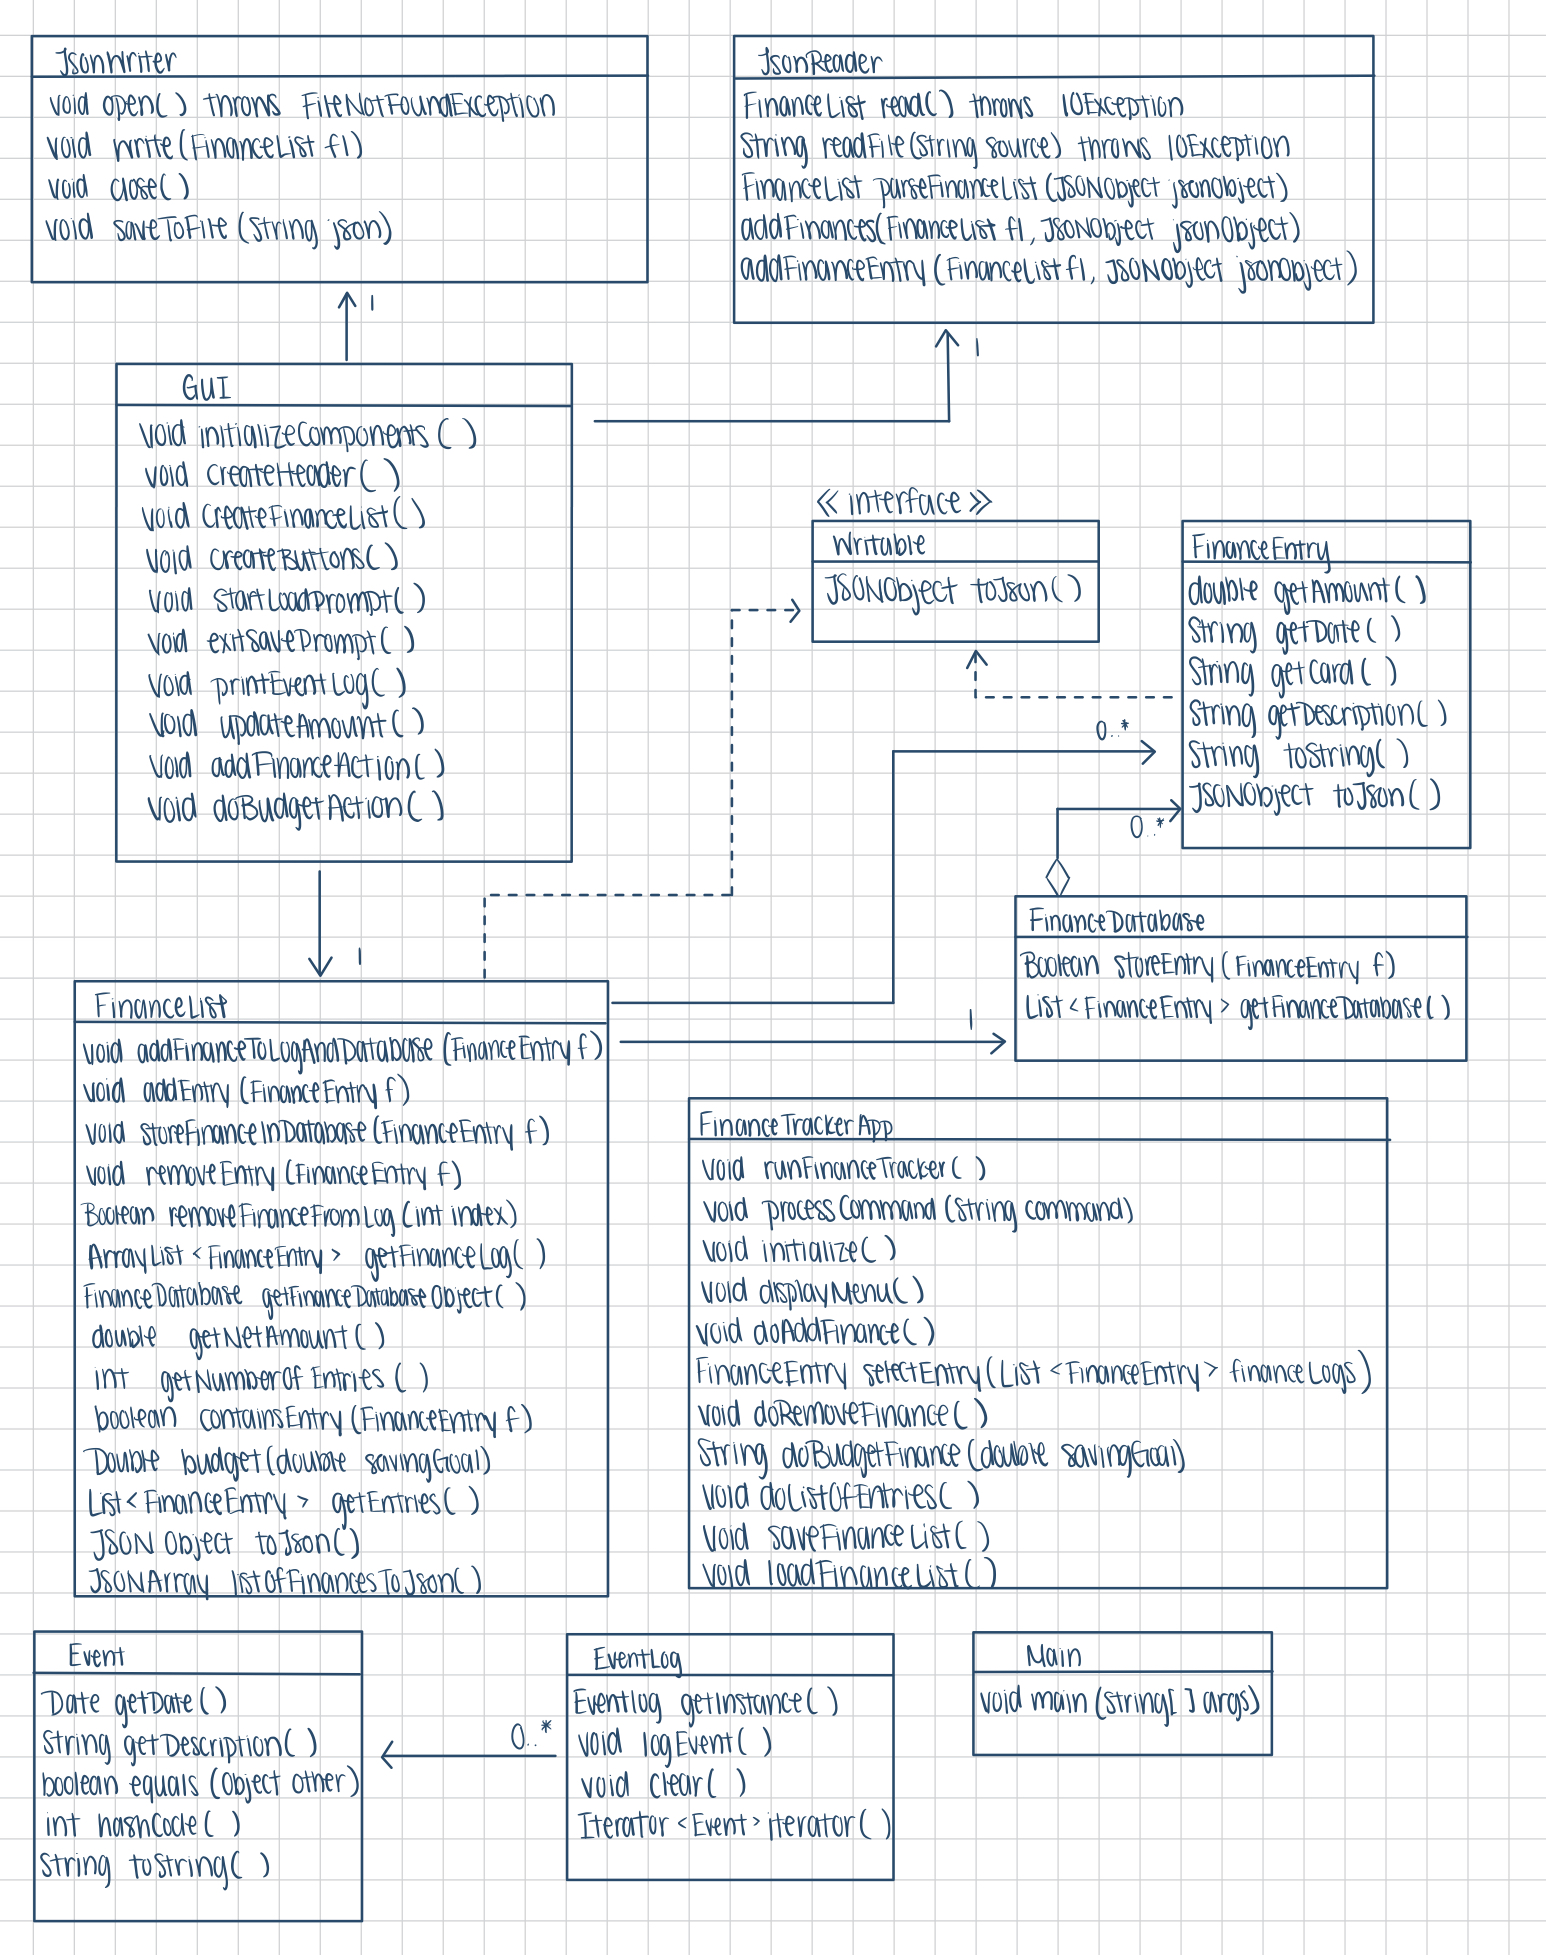 JsonWriter
void open( ) throws FileNotFoundException
void write(FinanceList fl)
void close( )
void saveToFile(String json)
JsonReader
FinanceList read() throws IOException
String readFile(String source) throws IOException
FinanceList parseFinanceList(JSONObject jsonObject)
addFinances(FinanceList fl, JSONObject jsonObject)
addFinanceEntry(FinanceList fl, JSONObject jsonObject)
1
1
GUI
void initializeComponents( )
void createHeader( )
void createFinanceList( )
void createButtons( )
void startLoadPrompt( )
void exitSavePrompt( )
void printEventLog( )
void updateAmount( )
void addFinanceAction( )
void doBudgetAction( )
<< interface >>
Writable
JSONObject toJson( )
FinanceEntry
double getAmount( )
String getDate( )
String getCard( )
String getDescription( )
String toString( )
JSONObject toJson( )
0..*
0..*
1
FinanceDatabase
Boolean storeEntry(FinanceEntry f)
List<FinanceEntry> getFinanceDatabase( )
1
FinanceList
void addFinanceToLogAndDatabase(FinanceEntry f)
void addEntry(FinanceEntry f)
void storeFinanceInDatabase(FinanceEntry f)
void removeEntry(FinanceEntry f)
Boolean removeFinanceFromLog(int index)
ArrayList<FinanceEntry> getFinanceLog( )
FinanceDatabase getFinanceDatabaseObject( )
double getNetAmount( )
int getNumberOfEntries ( )
boolean containsEntry(FinanceEntry f)
Double budget(double savingGoal)
List<FinanceEntry> getEntries( )
JSON Object toJson()
JSONArray listOfFinancesToJson( )
FinanceTrackerApp
void runFinanceTracker( )
void processCommand(String command)
void initialize( )
void displayMenu( )
void doAddFinance( )
FinanceEntry selectEntry(List<FinanceEntry> financeLogs)
void doRemoveFinance( )
String doBudgetFinance(double savingGoal)
void doListOfEntries( )
void saveFinanceList( )
void loadFinanceList( )
Event
Date getDate( )
String getDescription( )
boolean equals (Object other)
int hashCode( )
String toString( )
0..*
EventLog
Eventlog getInstance( )
void logEvent( )
void clear( )
Iterator<Event>iterator( )
Main
void main (string[ ] args)